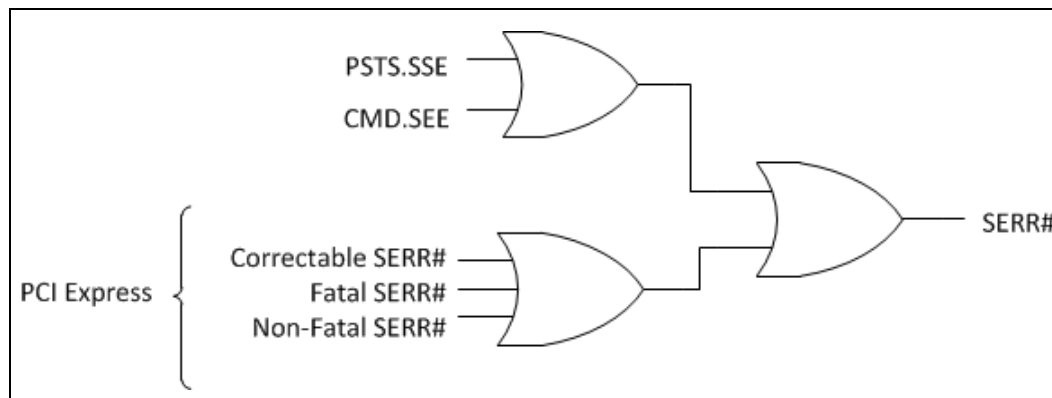 PSTS.SSE
CMD.SEE
SERR#
PCI Express
Correctable SERR#
Fatal SERR#
Non-Fatal SERR#